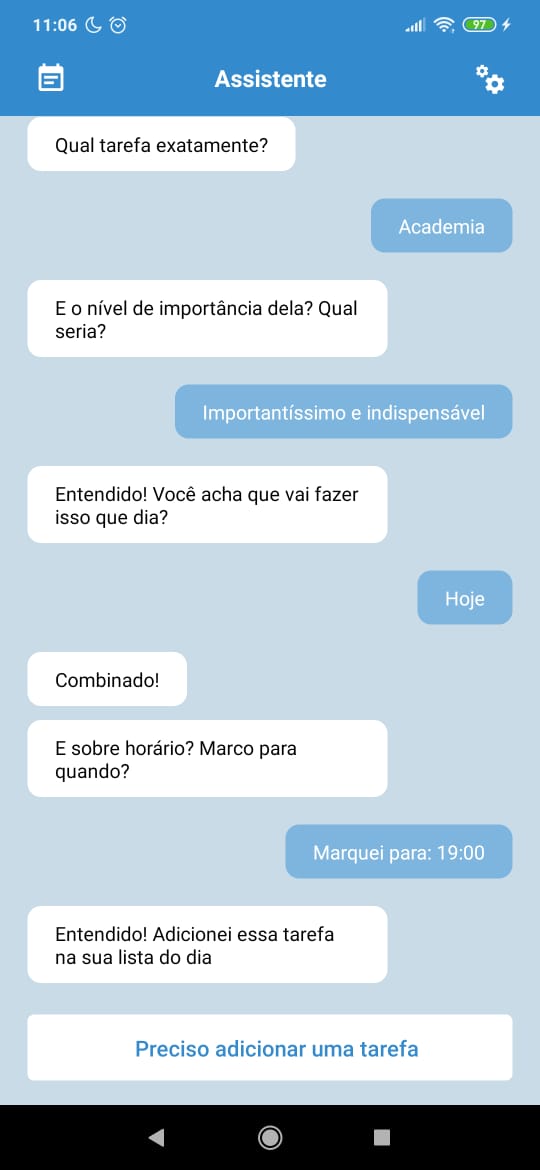 11:06
97
Assistente
Qual tarefa exatamente?
Academia
E o nível de importância dela? Qual
seria?
Importantíssimo e indispensável
Entendido! Você acha que vai fazer
isso que dia?
Hoje
Combinado!
E sobre horário? Marco para
quando?
Marquei para: 19:00
Entendido! Adicionei essa tarefa
na sua lista do dia
Preciso adicionar uma tarefa